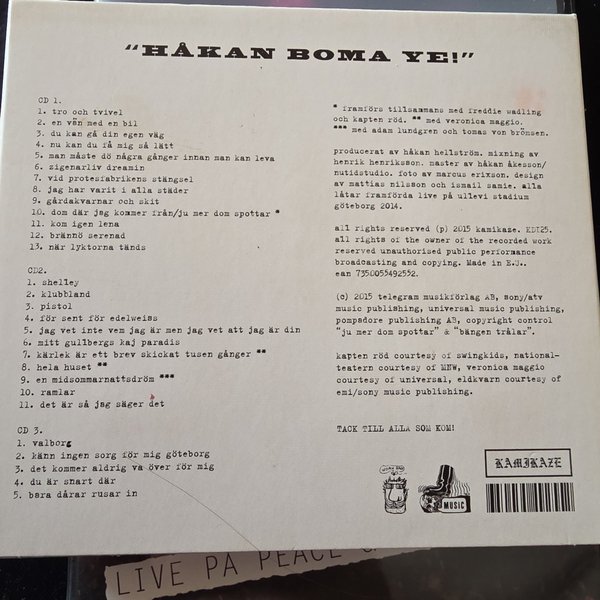 "HÅKAN BOMA YE!"
CD 1.
1. tro och tvivel
2. en vän med en bil
3. du kan gå din egen väg
4. nu kan du få mig så lätt
5. man måste dö några gånger innan man kan leva
6. zigenarliv dreamin
7. vid protesfabrikens stängsel
8. jag har varit i alla städer
9. gårdakvarnar och skit
10. dom där jag kommer från/ju mer dom spottar *
11. kom igen lena
12. brännö serenad
13. när lyktorna tänds
CD2.
1. shelley
2. klubbland
3. pistol
4. för sent för edelweiss
5. jag vet inte vem jag är men jag vet att jag är din
6. mitt gullbergs kaj paradis
7. kärlek är ett brev skickat tusen gånger **
8. hela huset **
9. en midsommarnattsdröm ***
10. ramlar
11. det är så jag säger det
CD 3.
1. valborg
2. känn ingen sorg för mig göteborg
3. det kommer aldrig va över för mig
4. du är snart där
5. bara dårar rusar in
* framförs tillsammans med freddie wadling
och kapten röd. ** med veronica maggio.
*** med adam lundgren och tomas von brömsen.
producerat av håkan hellström. mixning av
henrik henriksson. master av håkan åkesson/
nutidstudio. foto av marcus erixson. design
av mattias nilsson och ismail samie. alla
låtar framförda live på ullevi stadium
göteborg 2014.
all rights reserved (p) 2015 kamikaze. KDI25.
all rights of the owner of the recorded work
reserved unauthorised public performance
broadcasting and copying. Made in E.U..
ean 7350055492552.
(c) 2015 telegram musikförlag AB, sony/atv
music publishing, universal music publishing,
pompadore publishing AB, copyright control
"ju mer dom spottar" & "bängen trålar".
kapten röd courtesy of swingkids, national-
teatern courtesy of MNW, veronica maggio
courtesy of universal, eldkvarn courtesy of
emi/sony music publishing.
TACK TILL ALLA SOM KOM!
MUSIC
KAMIKAZE
LIVE PÅ PEACE